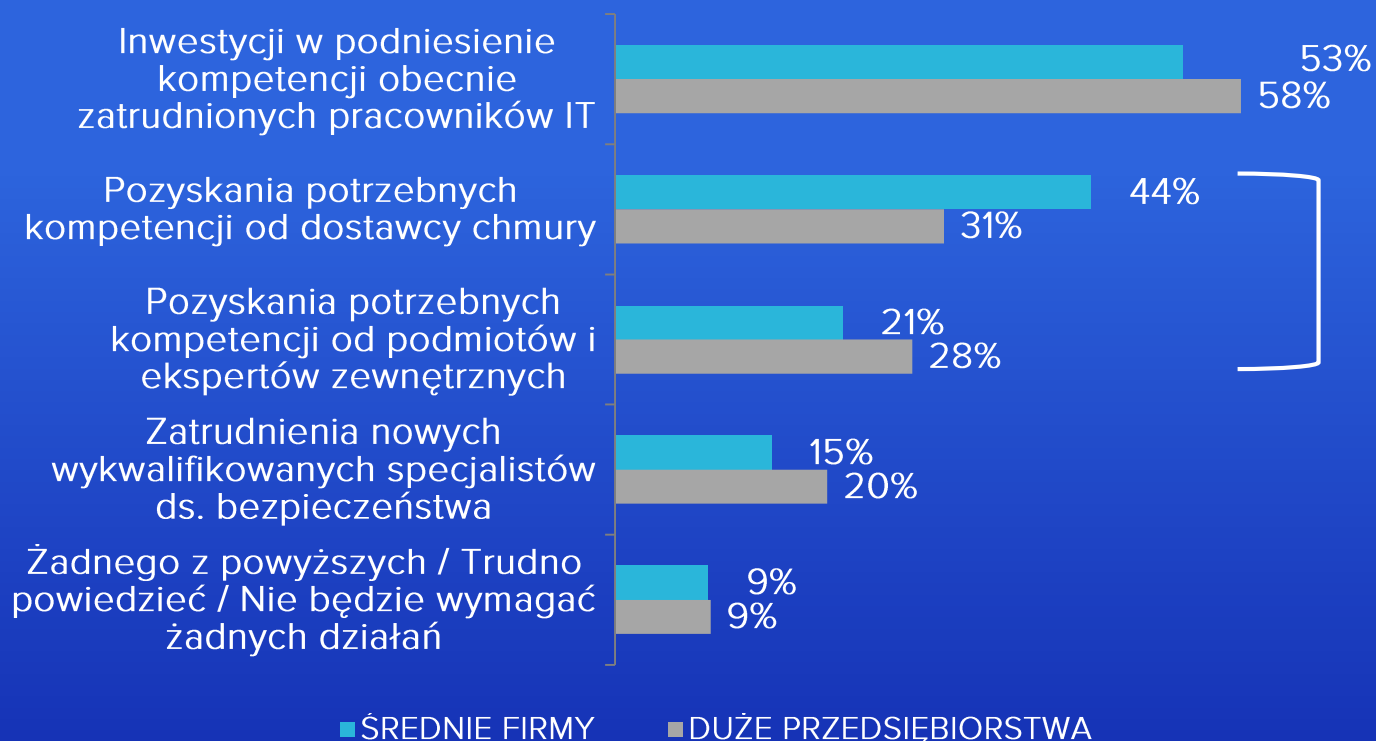 Inwestycji w podniesienie
kompetencji obecnie
zatrudnionych pracowników IT
53%
58%
Pozyskania potrzebnych
kompetencji od dostawcy chmury
44%
31%
Pozyskania potrzebnych
kompetencji od podmiotów i
ekspertów zewnętrznych
21%
28%
Zatrudnienia nowych
wykwalifikowanych specjalistów
ds. bezpieczeństwa
15%
20%
Żadnego z powyższych / Trudno
powiedzieć / Nie będzie wymagać
żadnych działań
9%
9%
ŚREDNIE FIRMY
DUŻE PRZEDSIĘBIORSTWA